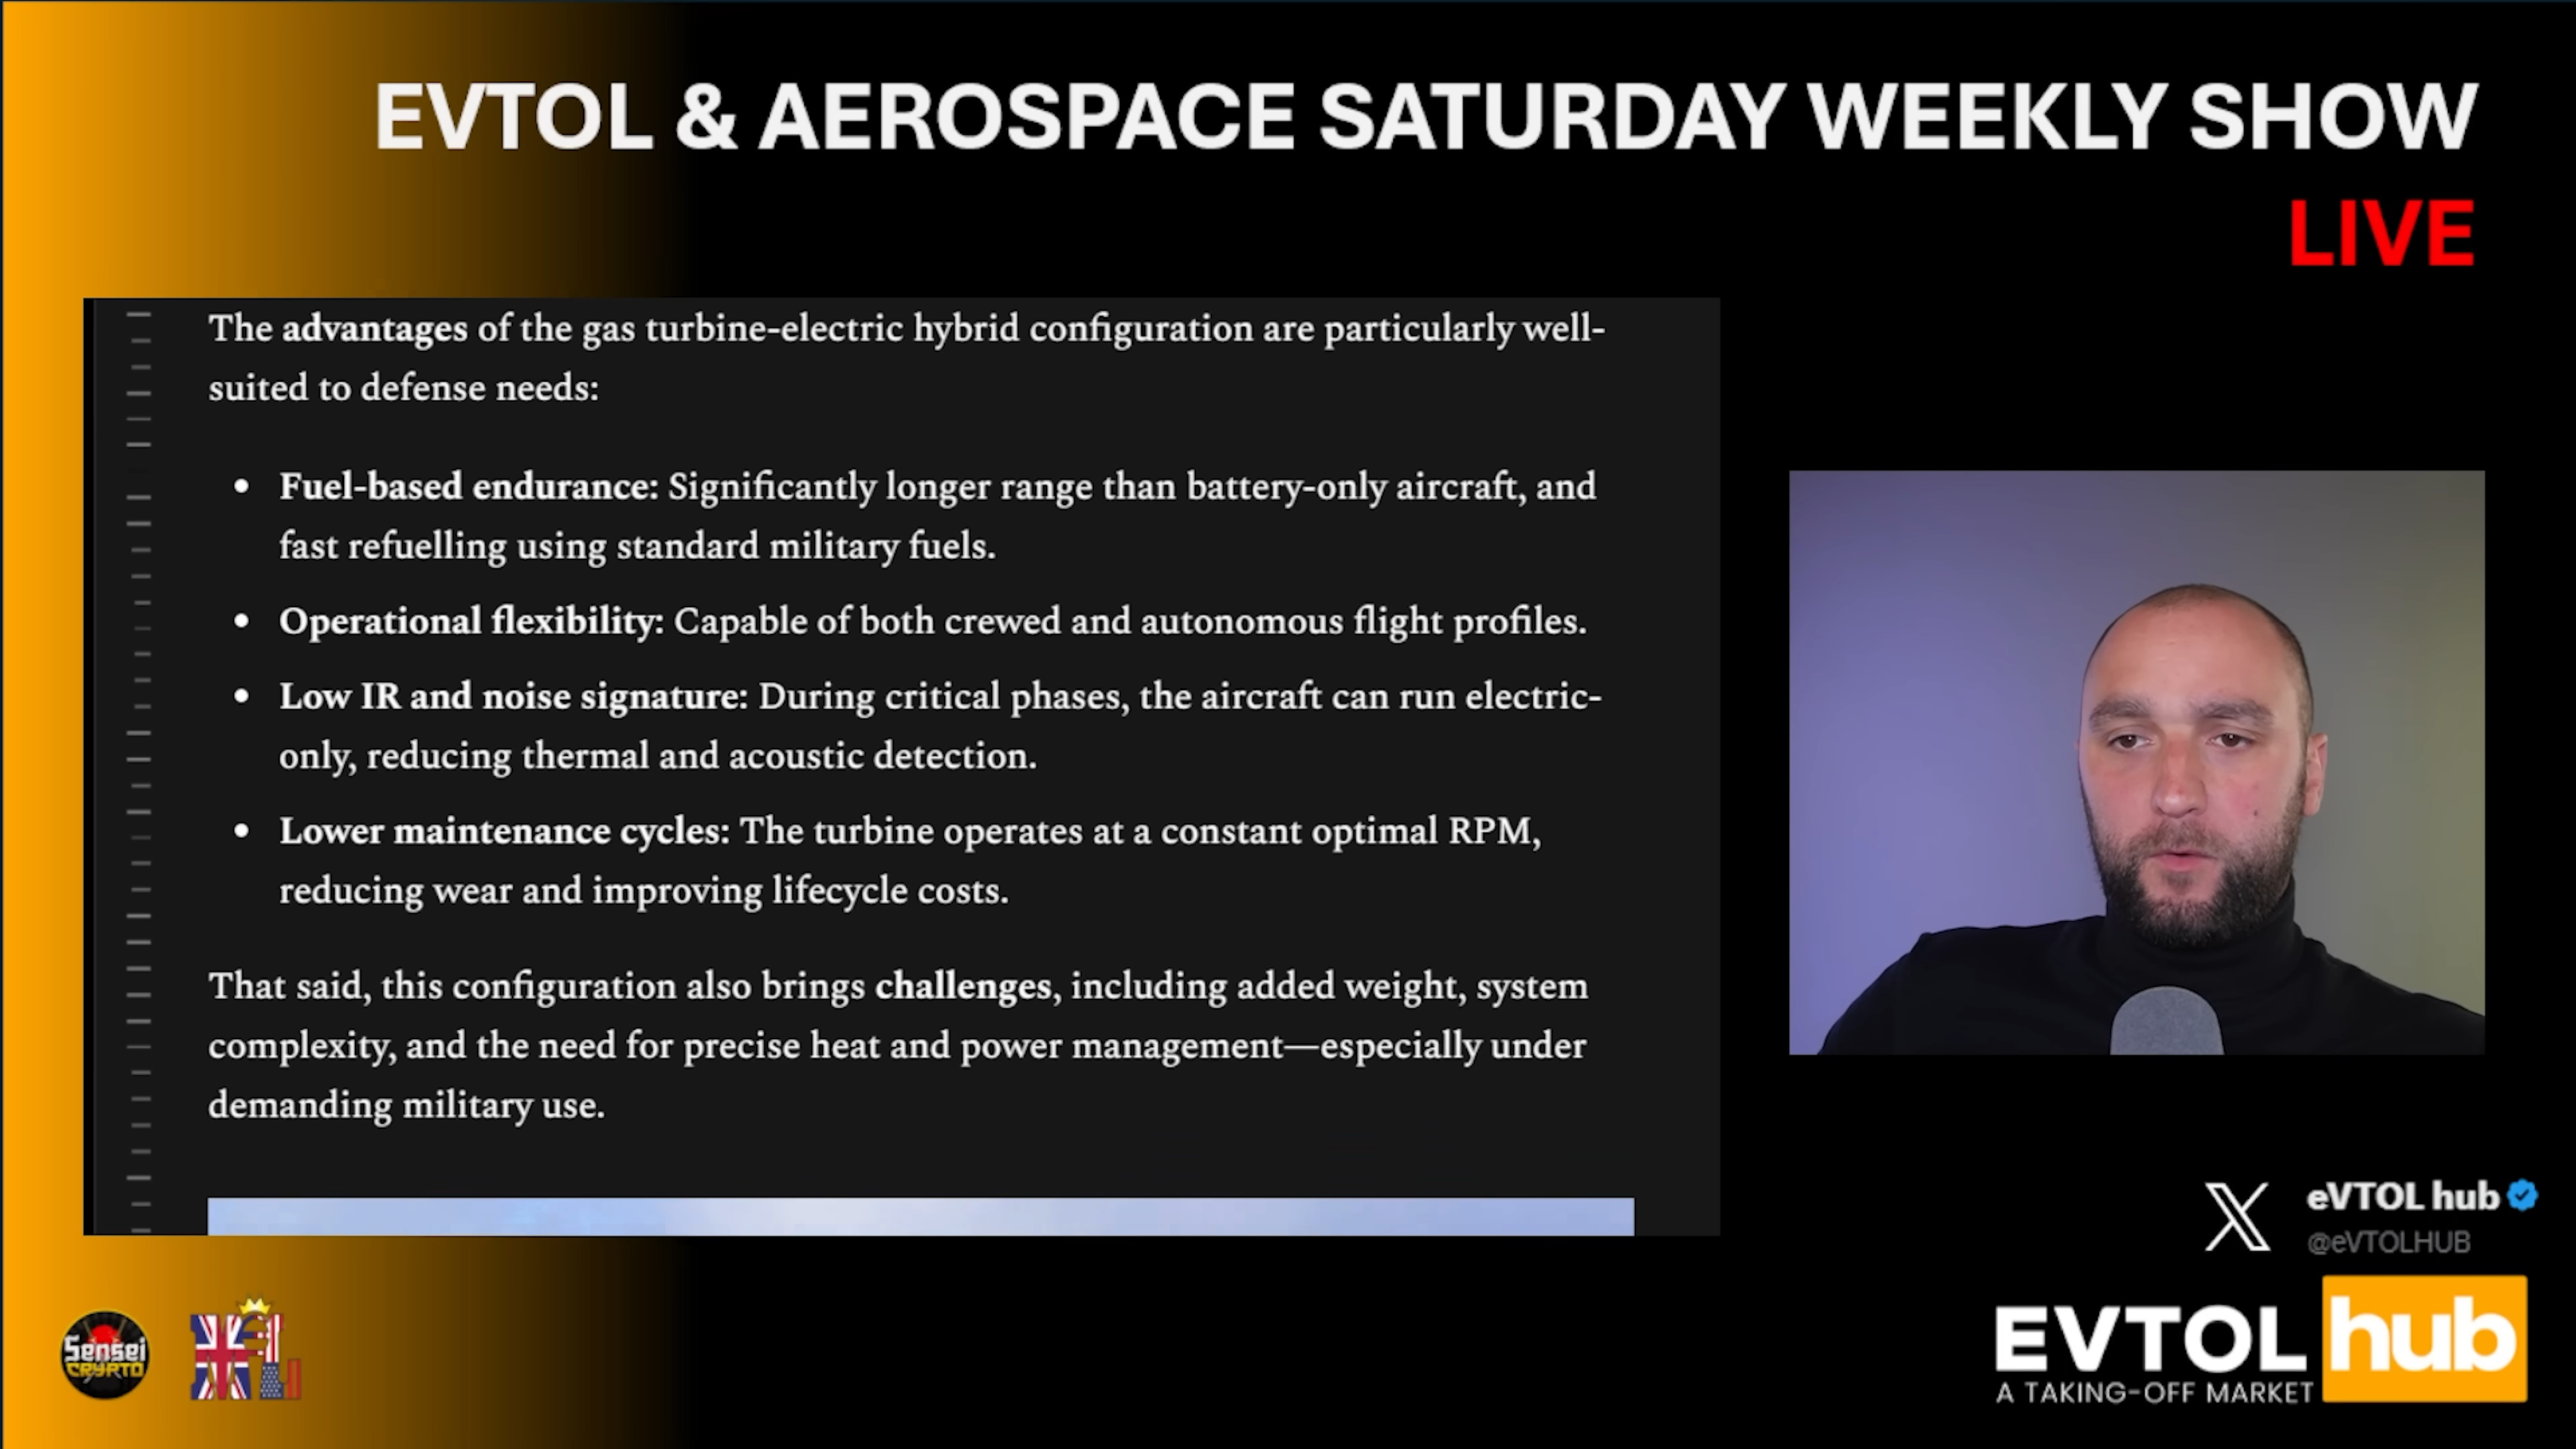 EVTOL & AEROSPACE SATURDAY WEEKLY SHOW
LIVE
The advantages of the gas turbine-electric hybrid configuration are particularly well-
suited to defense needs:
• Fuel-based endurance: Significantly longer range than battery-only aircraft, and
fast refuelling using standard military fuels.
• Operational flexibility: Capable of both crewed and autonomous flight profiles.
• Low IR and noise signature: During critical phases, the aircraft can run electric-
only, reducing thermal and acoustic detection.
• Lower maintenance cycles: The turbine operates at a constant optimal RPM,
reducing wear and improving lifecycle costs.
That said, this configuration also brings challenges, including added weight, system
complexity, and the need for precise heat and power management—especially under
demanding military use.
eVTOL hub
@eVTOLHUB
Sensei
CRYPTO
EVTOL hub
A TAKING-OFF MARKET